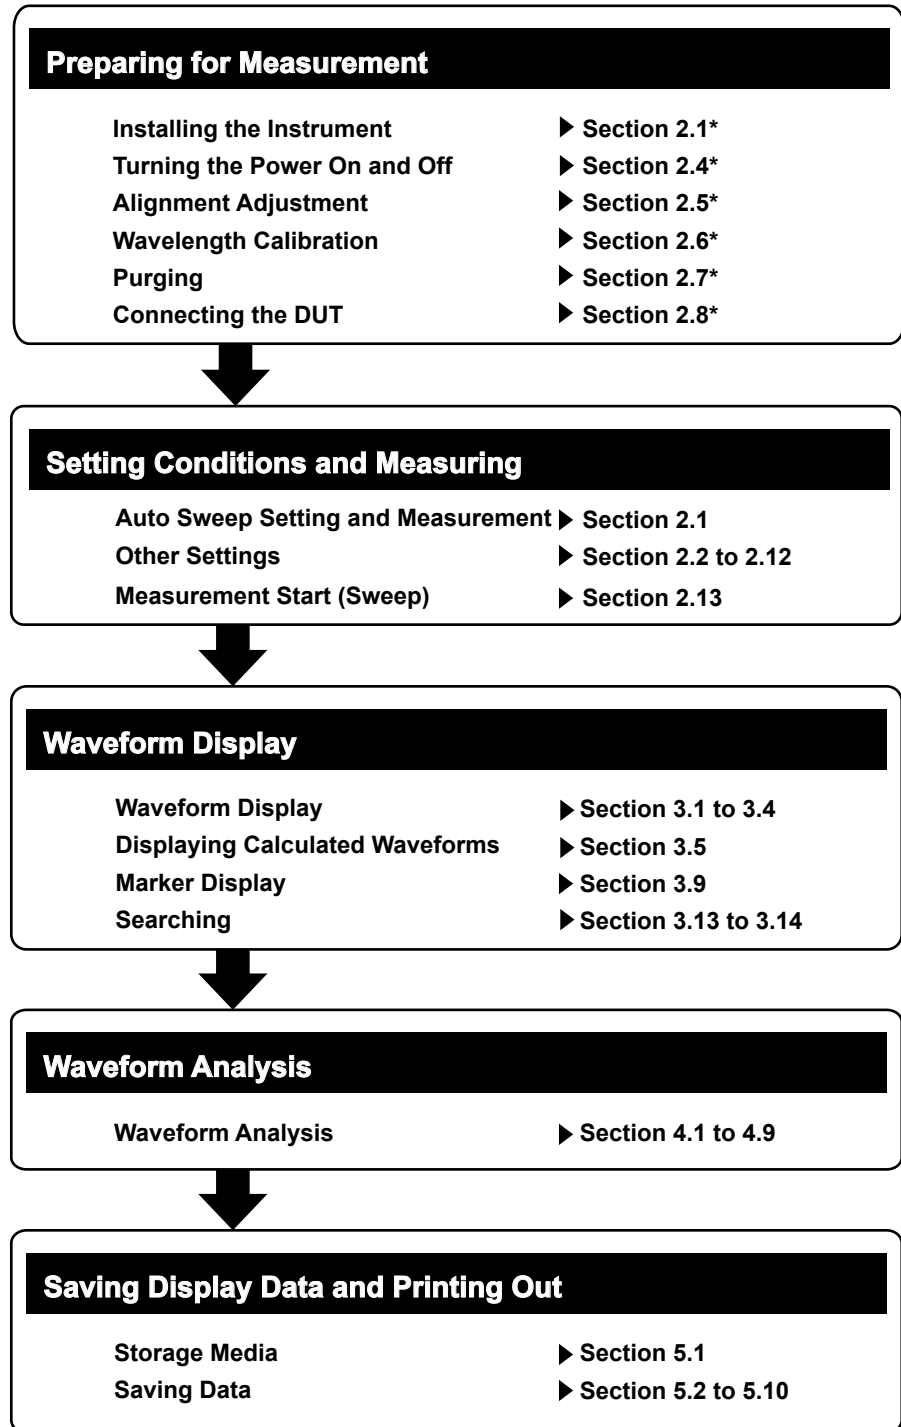 Preparing for Measurement
Installing the Instrument ▶ Section 2.1*
Turning the Power On and Off ▶ Section 2.4*
Alignment Adjustment ▶ Section 2.5*
Wavelength Calibration ▶ Section 2.6*
Purging ▶ Section 2.7*
Connecting the DUT ▶ Section 2.8*
Setting Conditions and Measuring
Auto Sweep Setting and Measurement ▶ Section 2.1
Other Settings ▶ Section 2.2 to 2.12
Measurement Start (Sweep) ▶ Section 2.13
Waveform Display
Waveform Display ▶ Section 3.1 to 3.4
Displaying Calculated Waveforms ▶ Section 3.5
Marker Display ▶ Section 3.9
Searching ▶ Section 3.13 to 3.14
Waveform Analysis
Waveform Analysis ▶ Section 4.1 to 4.9
Saving Display Data and Printing Out
Storage Media ▶ Section 5.1
Saving Data ▶ Section 5.2 to 5.10